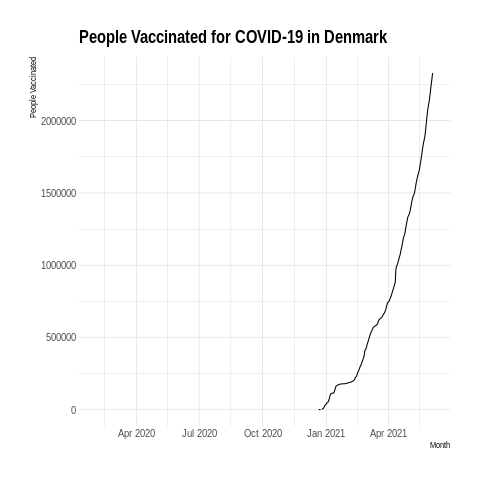 People Vaccinated for COVID-19 in Denmark
People Vaccinated
2000000
1500000
1000000
500000
0
Apr 2020 Jul 2020 Oct 2020 Jan 2021 Apr 2021
Month